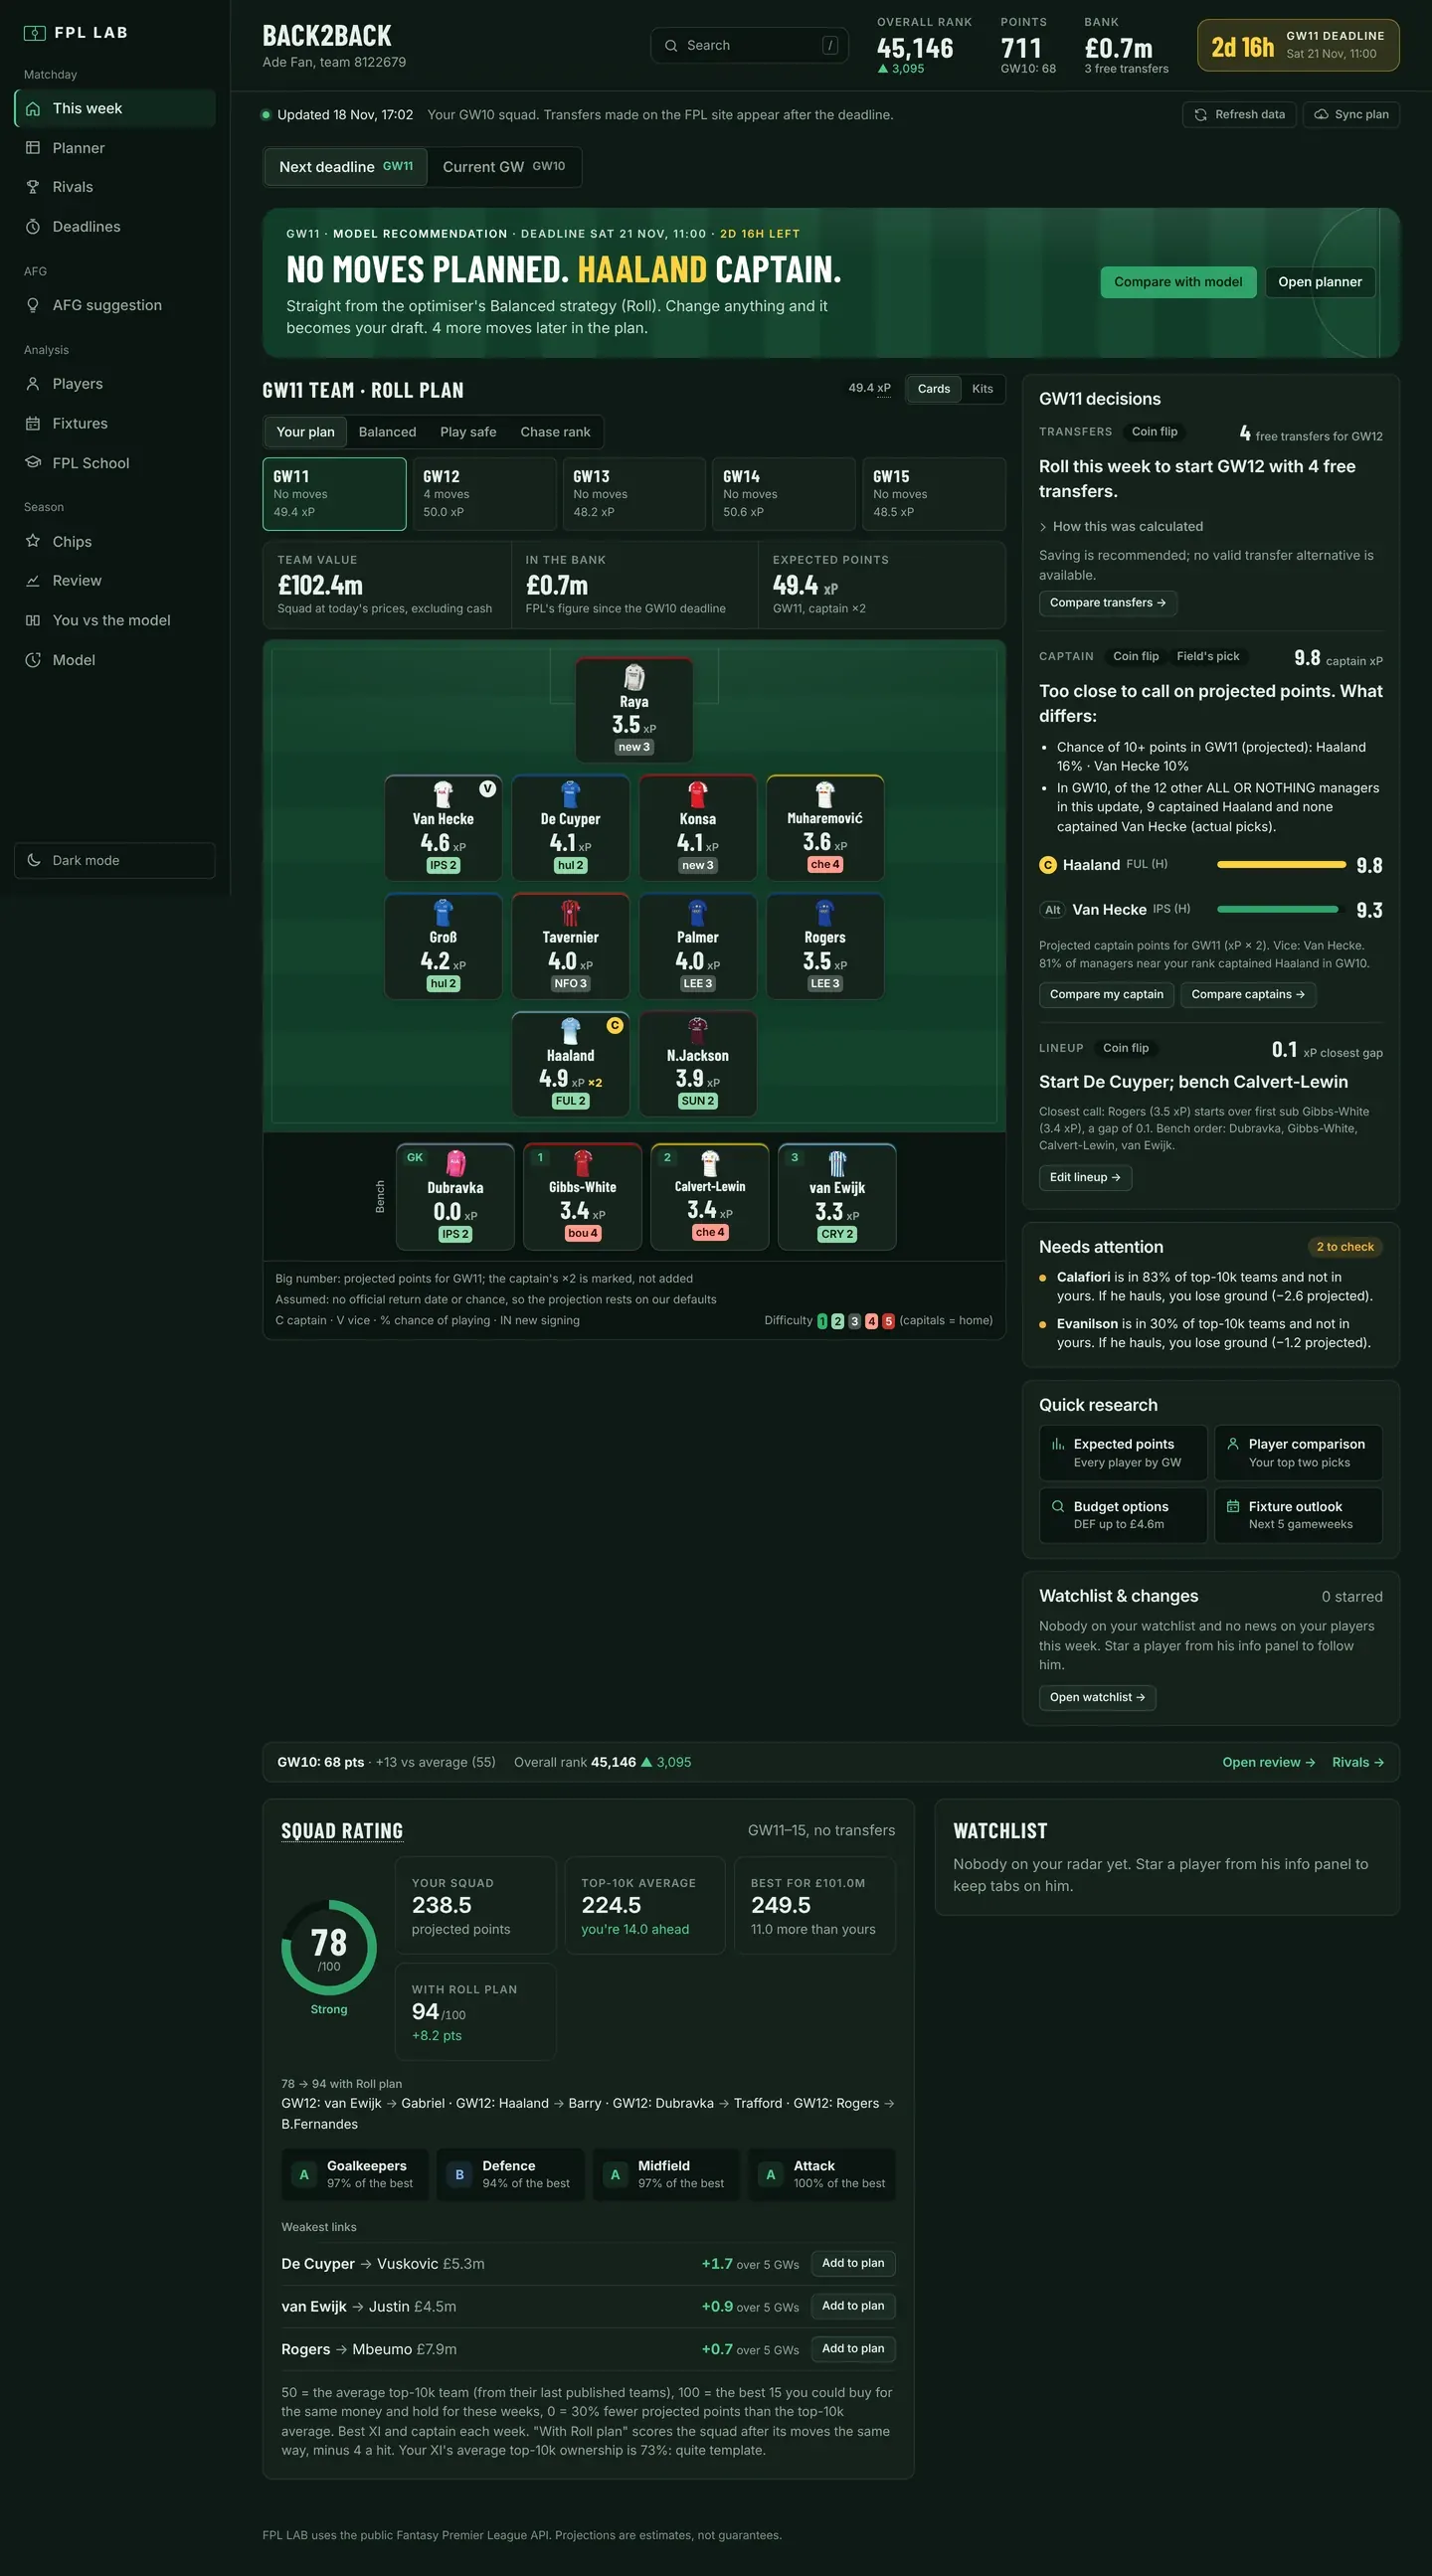 FPL LAB
Matchday
This week
Planner
Rivals
Deadlines
AFG
AFG suggestion
Analysis
Players
Fixtures
FPL School
Season
Chips
Review
You vs the model
Model
Dark mode
BACK2BACK
Ade Fan, team 8122679
Search /
OVERALL RANK
45,146
▲ 3,095
POINTS
711
GW10: 68
BANK
£0.7m
3 free transfers
2d 16h
GW11 DEADLINE
Sat 21 Nov, 11:00
Updated 18 Nov, 17:02 Your GW10 squad. Transfers made on the FPL site appear after the deadline.
Refresh data
Sync plan
Next deadline GW11
Current GW GW10
GW11 · MODEL RECOMMENDATION · DEADLINE SAT 21 NOV, 11:00 · 2D 16H LEFT
NO MOVES PLANNED. HAALAND CAPTAIN.
Straight from the optimiser's Balanced strategy (Roll). Change anything and it
becomes your draft. 4 more moves later in the plan.
Compare with model
Open planner
GW11 TEAM · ROLL PLAN
49.4 xP
Cards
Kits
Your plan
Balanced
Play safe
Chase rank
GW11
No moves
49.4 xP
GW12
4 moves
50.0 xP
GW13
No moves
48.2 xP
GW14
No moves
50.6 xP
GW15
No moves
48.5 xP
TEAM VALUE
£102.4m
Squad at today's prices, excluding cash
IN THE BANK
£0.7m
FPL's figure since the GW10 deadline
EXPECTED POINTS
49.4 xP
GW11, captain ×2
Raya
3.5 xP
new 3
V
Van Hecke
4.6 xP
IPS 2
De Cuyper
4.1 xP
hul 2
Konsa
4.1 xP
new 3
Muharemović
3.6 xP
che 4
Groß
4.2 xP
hul 2
Tavernier
4.0 xP
NFO 3
Palmer
4.0 xP
LEE 3
Rogers
3.5 xP
LEE 3
C
Haaland
4.9 xP ×2
FUL 2
N.Jackson
3.9 xP
SUN 2
Bench
GK
Dubravka
0.0 xP
IPS 2
1
Gibbs-White
3.4 xP
bou 4
2
Calvert-Lewin
3.4 xP
che 4
3
van Ewijk
3.3 xP
CRY 2
Big number: projected points for GW11; the captain's ×2 is marked, not added
Assumed: no official return date or chance, so the projection rests on our defaults
C captain · V vice · % chance of playing · IN new signing
Difficulty 1 2 3 4 5 (capitals = home)
GW11 decisions
TRANSFERS Coin flip 4 free transfers for GW12
Roll this week to start GW12 with 4 free
transfers.
How this was calculated
Saving is recommended; no valid transfer alternative is
available.
Compare transfers →
CAPTAIN Coin flip Field's pick 9.8 captain xP
Too close to call on projected points. What
differs:
• Chance of 10+ points in GW11 (projected): Haaland
16% · Van Hecke 10%
• In GW10, of the 12 other ALL OR NOTHING managers
in this update, 9 captained Haaland and none
captained Van Hecke (actual picks).
C Haaland FUL (H) 9.8
Alt Van Hecke IPS (H) 9.3
Projected captain points for GW11 (xP × 2). Vice: Van Hecke.
81% of managers near your rank captained Haaland in GW10.
Compare my captain
Compare captains →
LINEUP Coin flip 0.1 xP closest gap
Start De Cuyper; bench Calvert-Lewin
Closest call: Rogers (3.5 xP) starts over first sub Gibbs-White
(3.4 xP), a gap of 0.1. Bench order: Dubravka, Gibbs-White,
Calvert-Lewin, van Ewijk.
Edit lineup →
Needs attention 2 to check
Calafiori is in 83% of top-10k teams and not in
yours. If he hauls, you lose ground (−2.6 projected).
Evanilson is in 30% of top-10k teams and not in
yours. If he hauls, you lose ground (−1.2 projected).
Quick research
Expected points
Every player by GW
Player comparison
Your top two picks
Budget options
DEF up to £4.6m
Fixture outlook
Next 5 gameweeks
Watchlist & changes 0 starred
Nobody on your watchlist and no news on your players
this week. Star a player from his info panel to follow
him.
Open watchlist →
GW10: 68 pts · +13 vs average (55) Overall rank 45,146 ▲ 3,095
Open review → Rivals →
SQUAD RATING
GW11–15, no transfers
78
/100
Strong
YOUR SQUAD
238.5
projected points
TOP-10K AVERAGE
224.5
you're 14.0 ahead
BEST FOR £101.0M
249.5
11.0 more than yours
WITH ROLL PLAN
94/100
+8.2 pts
78 → 94 with Roll plan
GW12: van Ewijk → Gabriel · GW12: Haaland → Barry · GW12: Dubravka → Trafford · GW12: Rogers →
B.Fernandes
A Goalkeepers
97% of the best
B Defence
94% of the best
A Midfield
97% of the best
A Attack
100% of the best
Weakest links
De Cuyper → Vuskovic £5.3m +1.7 over 5 GWs Add to plan
van Ewijk → Justin £4.5m +0.9 over 5 GWs Add to plan
Rogers → Mbeumo £7.9m +0.7 over 5 GWs Add to plan
50 = the average top-10k team (from their last published teams), 100 = the best 15 you could buy for
the same money and hold for these weeks, 0 = 30% fewer projected points than the top-10k
average. Best XI and captain each week. "With Roll plan" scores the squad after its moves the same
way, minus 4 a hit. Your XI's average top-10k ownership is 73%: quite template.
WATCHLIST
Nobody on your radar yet. Star a player from his info panel to
keep tabs on him.
FPL LAB uses the public Fantasy Premier League API. Projections are estimates, not guarantees.